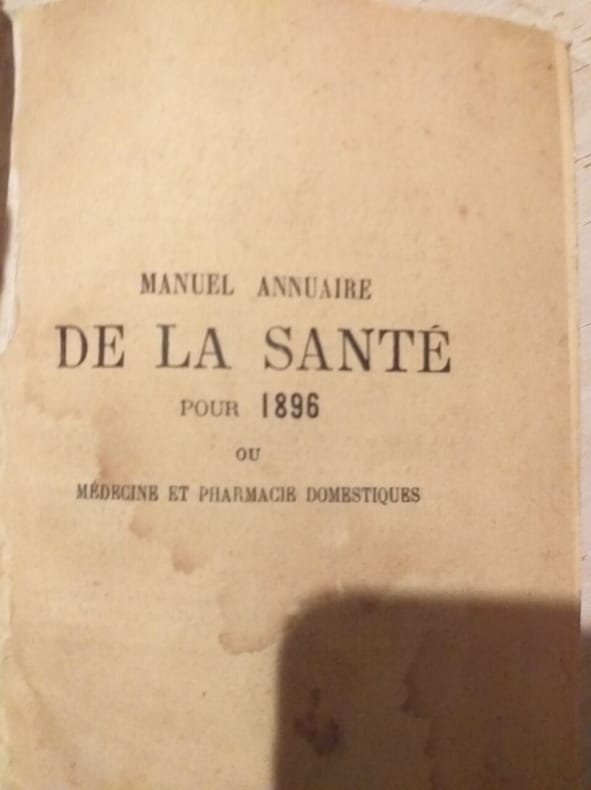 MANUEL ANNUAIRE
DE LA SANTÉ
POUR 1896
OU
MÉDECINE ET PHARMACIE DOMESTIQUES